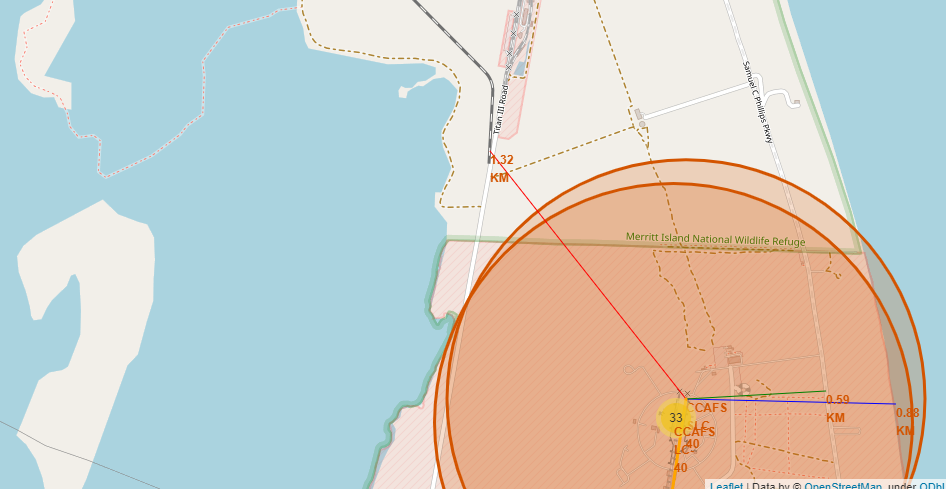 Samuel C Phillips Pkwy
Titan III Road
1.32
KM
Merritt Island National Wildlife Refuge
0.59
KM
0.88
KM
33
CCAFS
LC
40
CCAFS
LC
40
Leaflet | Data by © OpenStreetMap, under ODbL